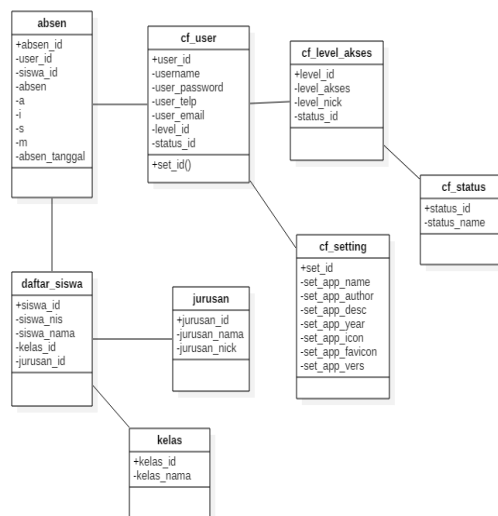 absen
+absen_id
-user_id
-siswa_id
-absen
-a
-i
-s
-m
-absen_tanggal
cf_user
+user_id
-username
-user_password
-user_telp
-user_email
-level_id
-status_id
+set_id()
cf_level_akses
+level_id
-level_akses
-level_nick
-status_id
cf_status
+status_id
-status_name
cf_setting
+set_id
-set_app_name
-set_app_author
-set_app_desc
-set_app_year
-set_app_icon
-set_app_favicon
-set_app_vers
daftar_siswa
+siswa_id
-siswa_nis
-siswa_nama
-kelas_id
-jurusan_id
jurusan
+jurusan_id
-jurusan_nama
-jurusan_nick
kelas
+kelas_id
-kelas_nama